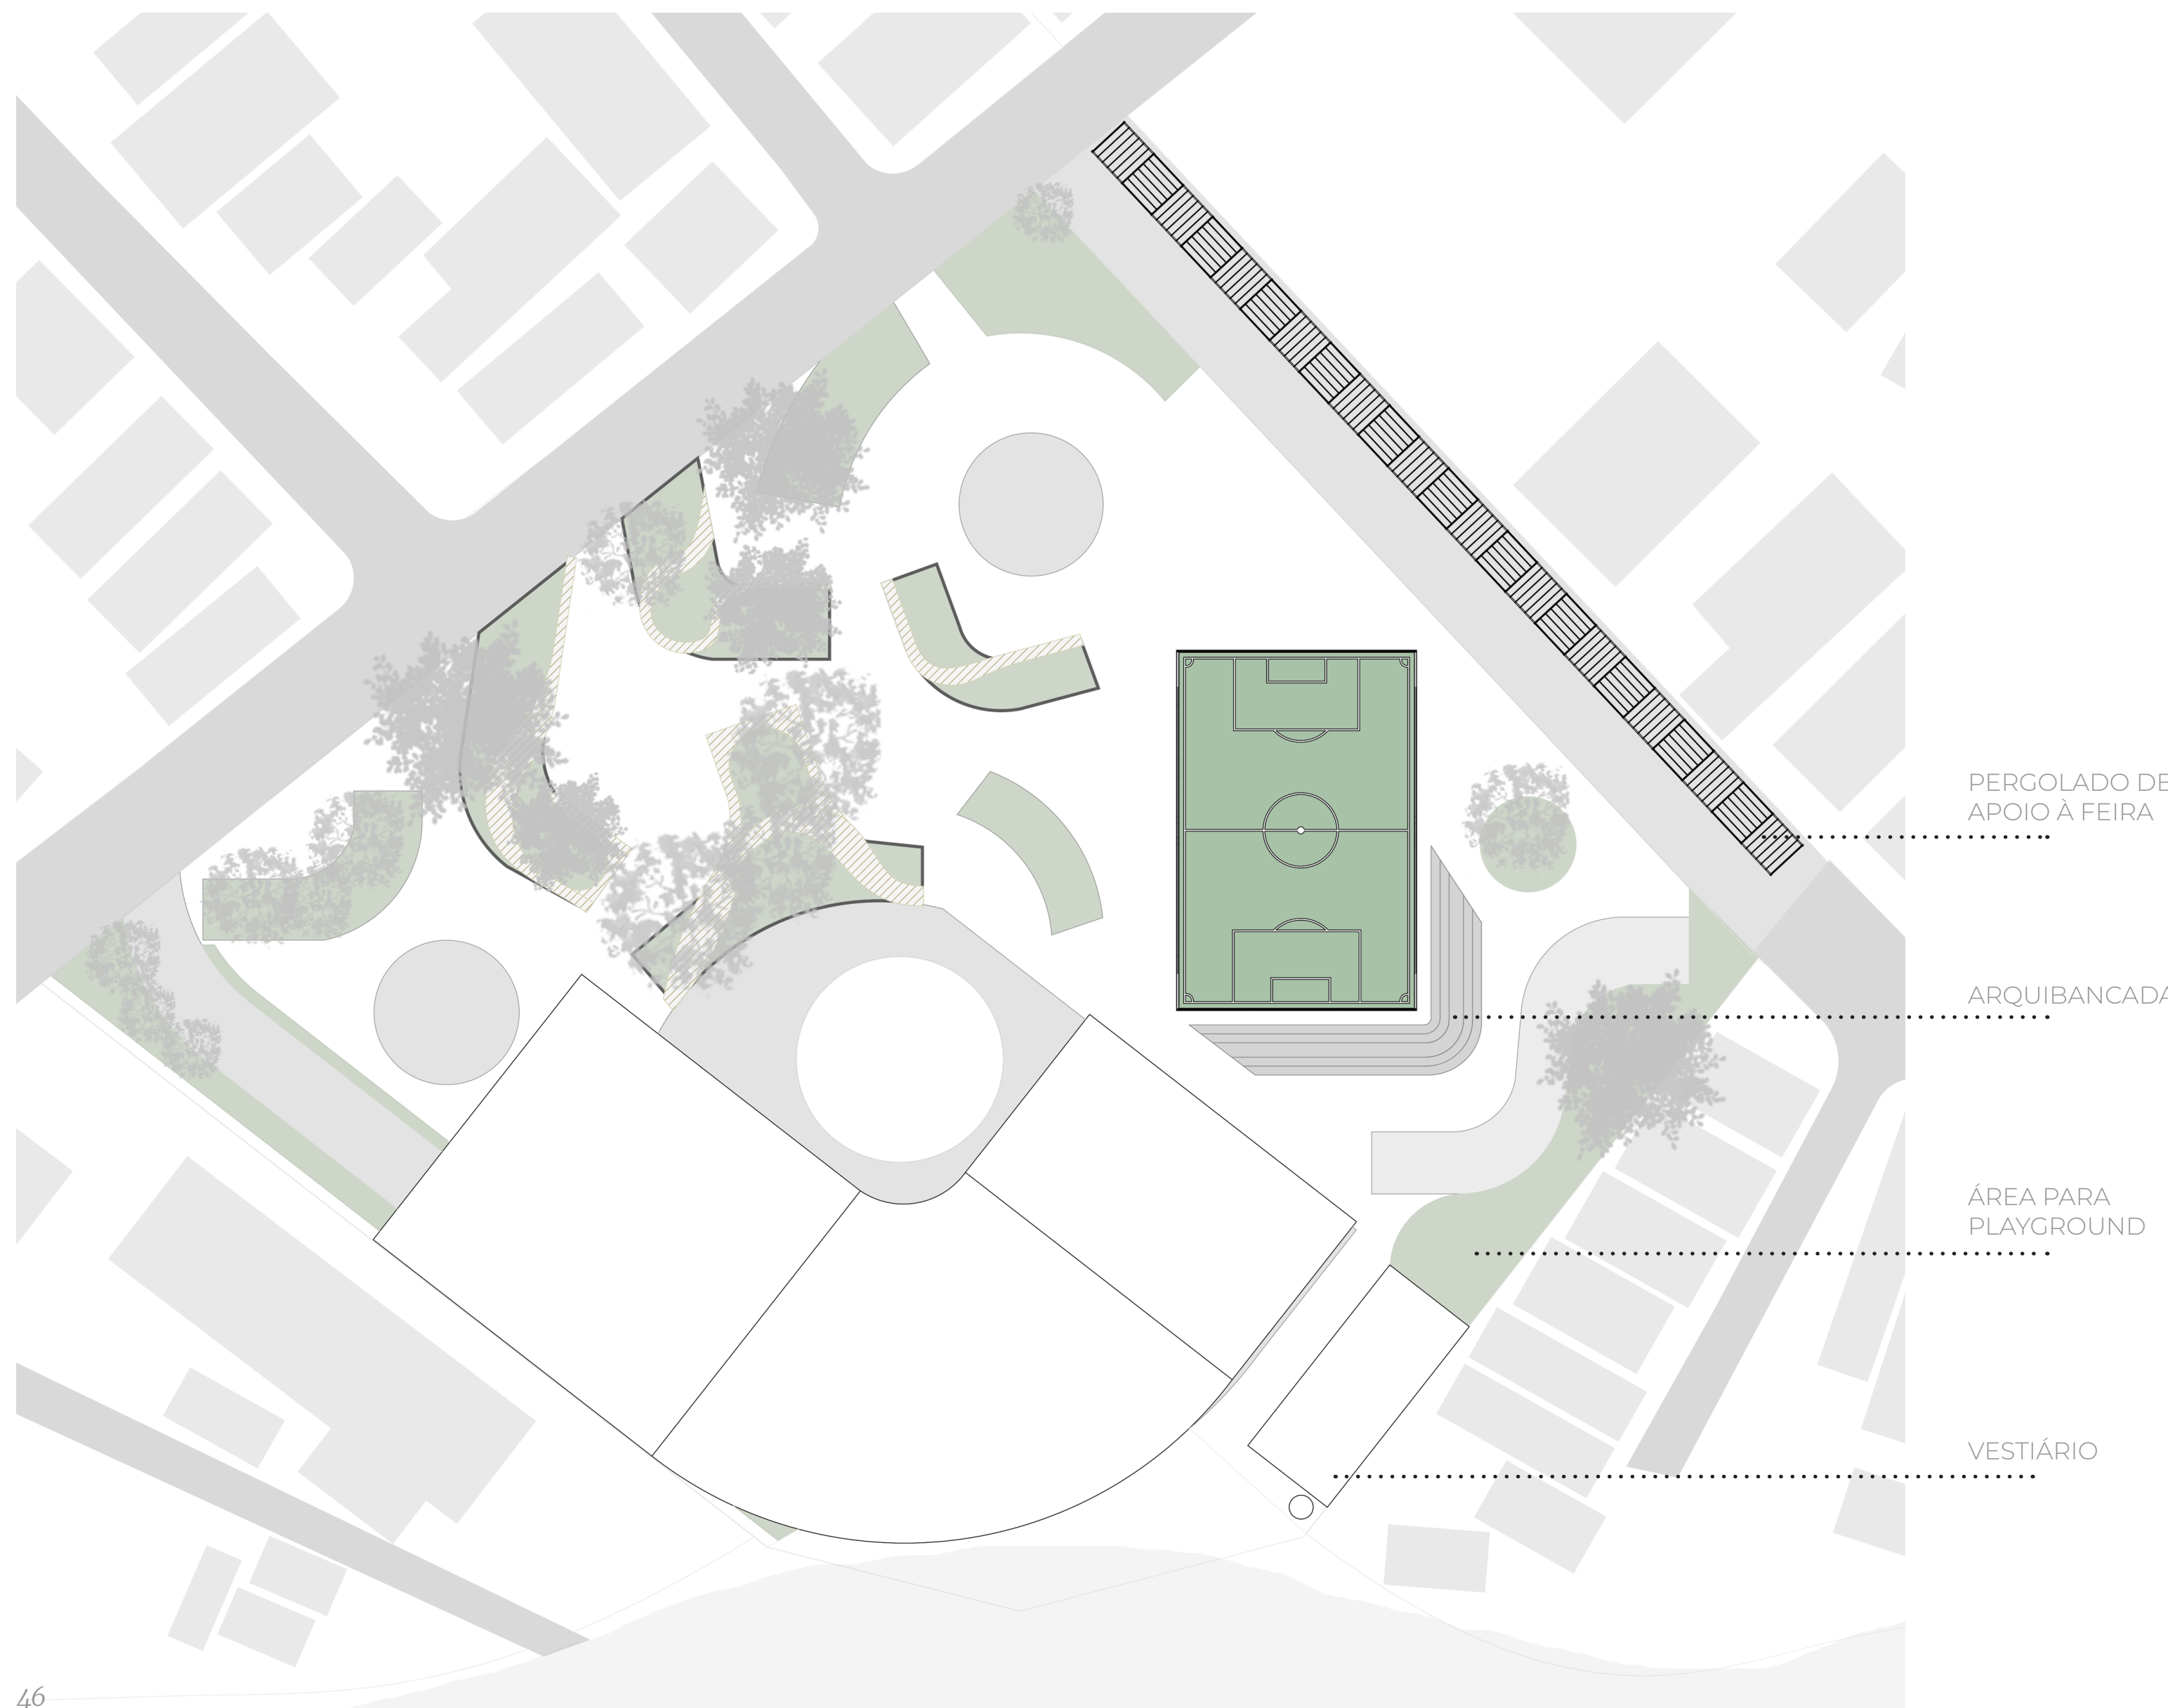 PERGOLADO DE
APOIO À FEIRA
ARQUIBANCADA
ÁREA PARA
PLAYGROUND
VESTIÁRIO
46